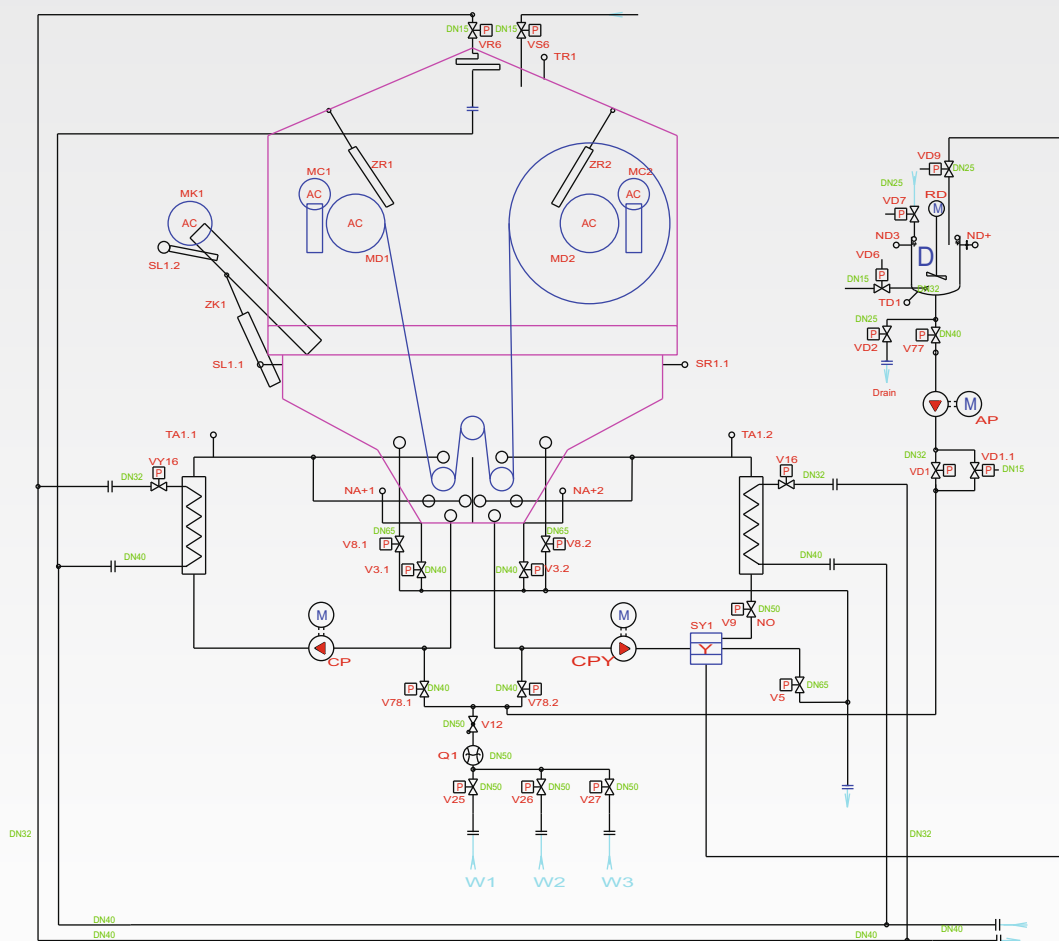 DN15 P DN15 P
VR6 VS6
TR1
VD9
P DN25
ZR1 ZR2
MC1 MC2
DN25
MK1 AC AC
VD7 RD
P M
AC AC AC
ND3 ND+
SL1.2 MD1 MD2
VD6 D
P
DN15 DN32
ZK1 TD1
DN25
P P DN40
VD2 V77
SL1.1 SR1.1
Drain
M
AP
TA1.1 TA1.2
VY16 V16 DN32 VD1.1
P P
DN32 DN32 VD1 P P DN15
NA+1 NA+2
DN65 DN65
V8.1 P P V8.2
DN40 DN40
V3.1 P DN40 DN40 P V3.2
M M P DN50
V9 NO
SY1
CP CPY Y
P DN40 DN40 P P DN65
V78.1 V78.2 V5
DN50 V12
Q1 DN50
P DN50 P DN50 P DN50
V25 V26 V27
DN32 DN32
W1 W2 W3
DN40 DN40
DN40 DN40